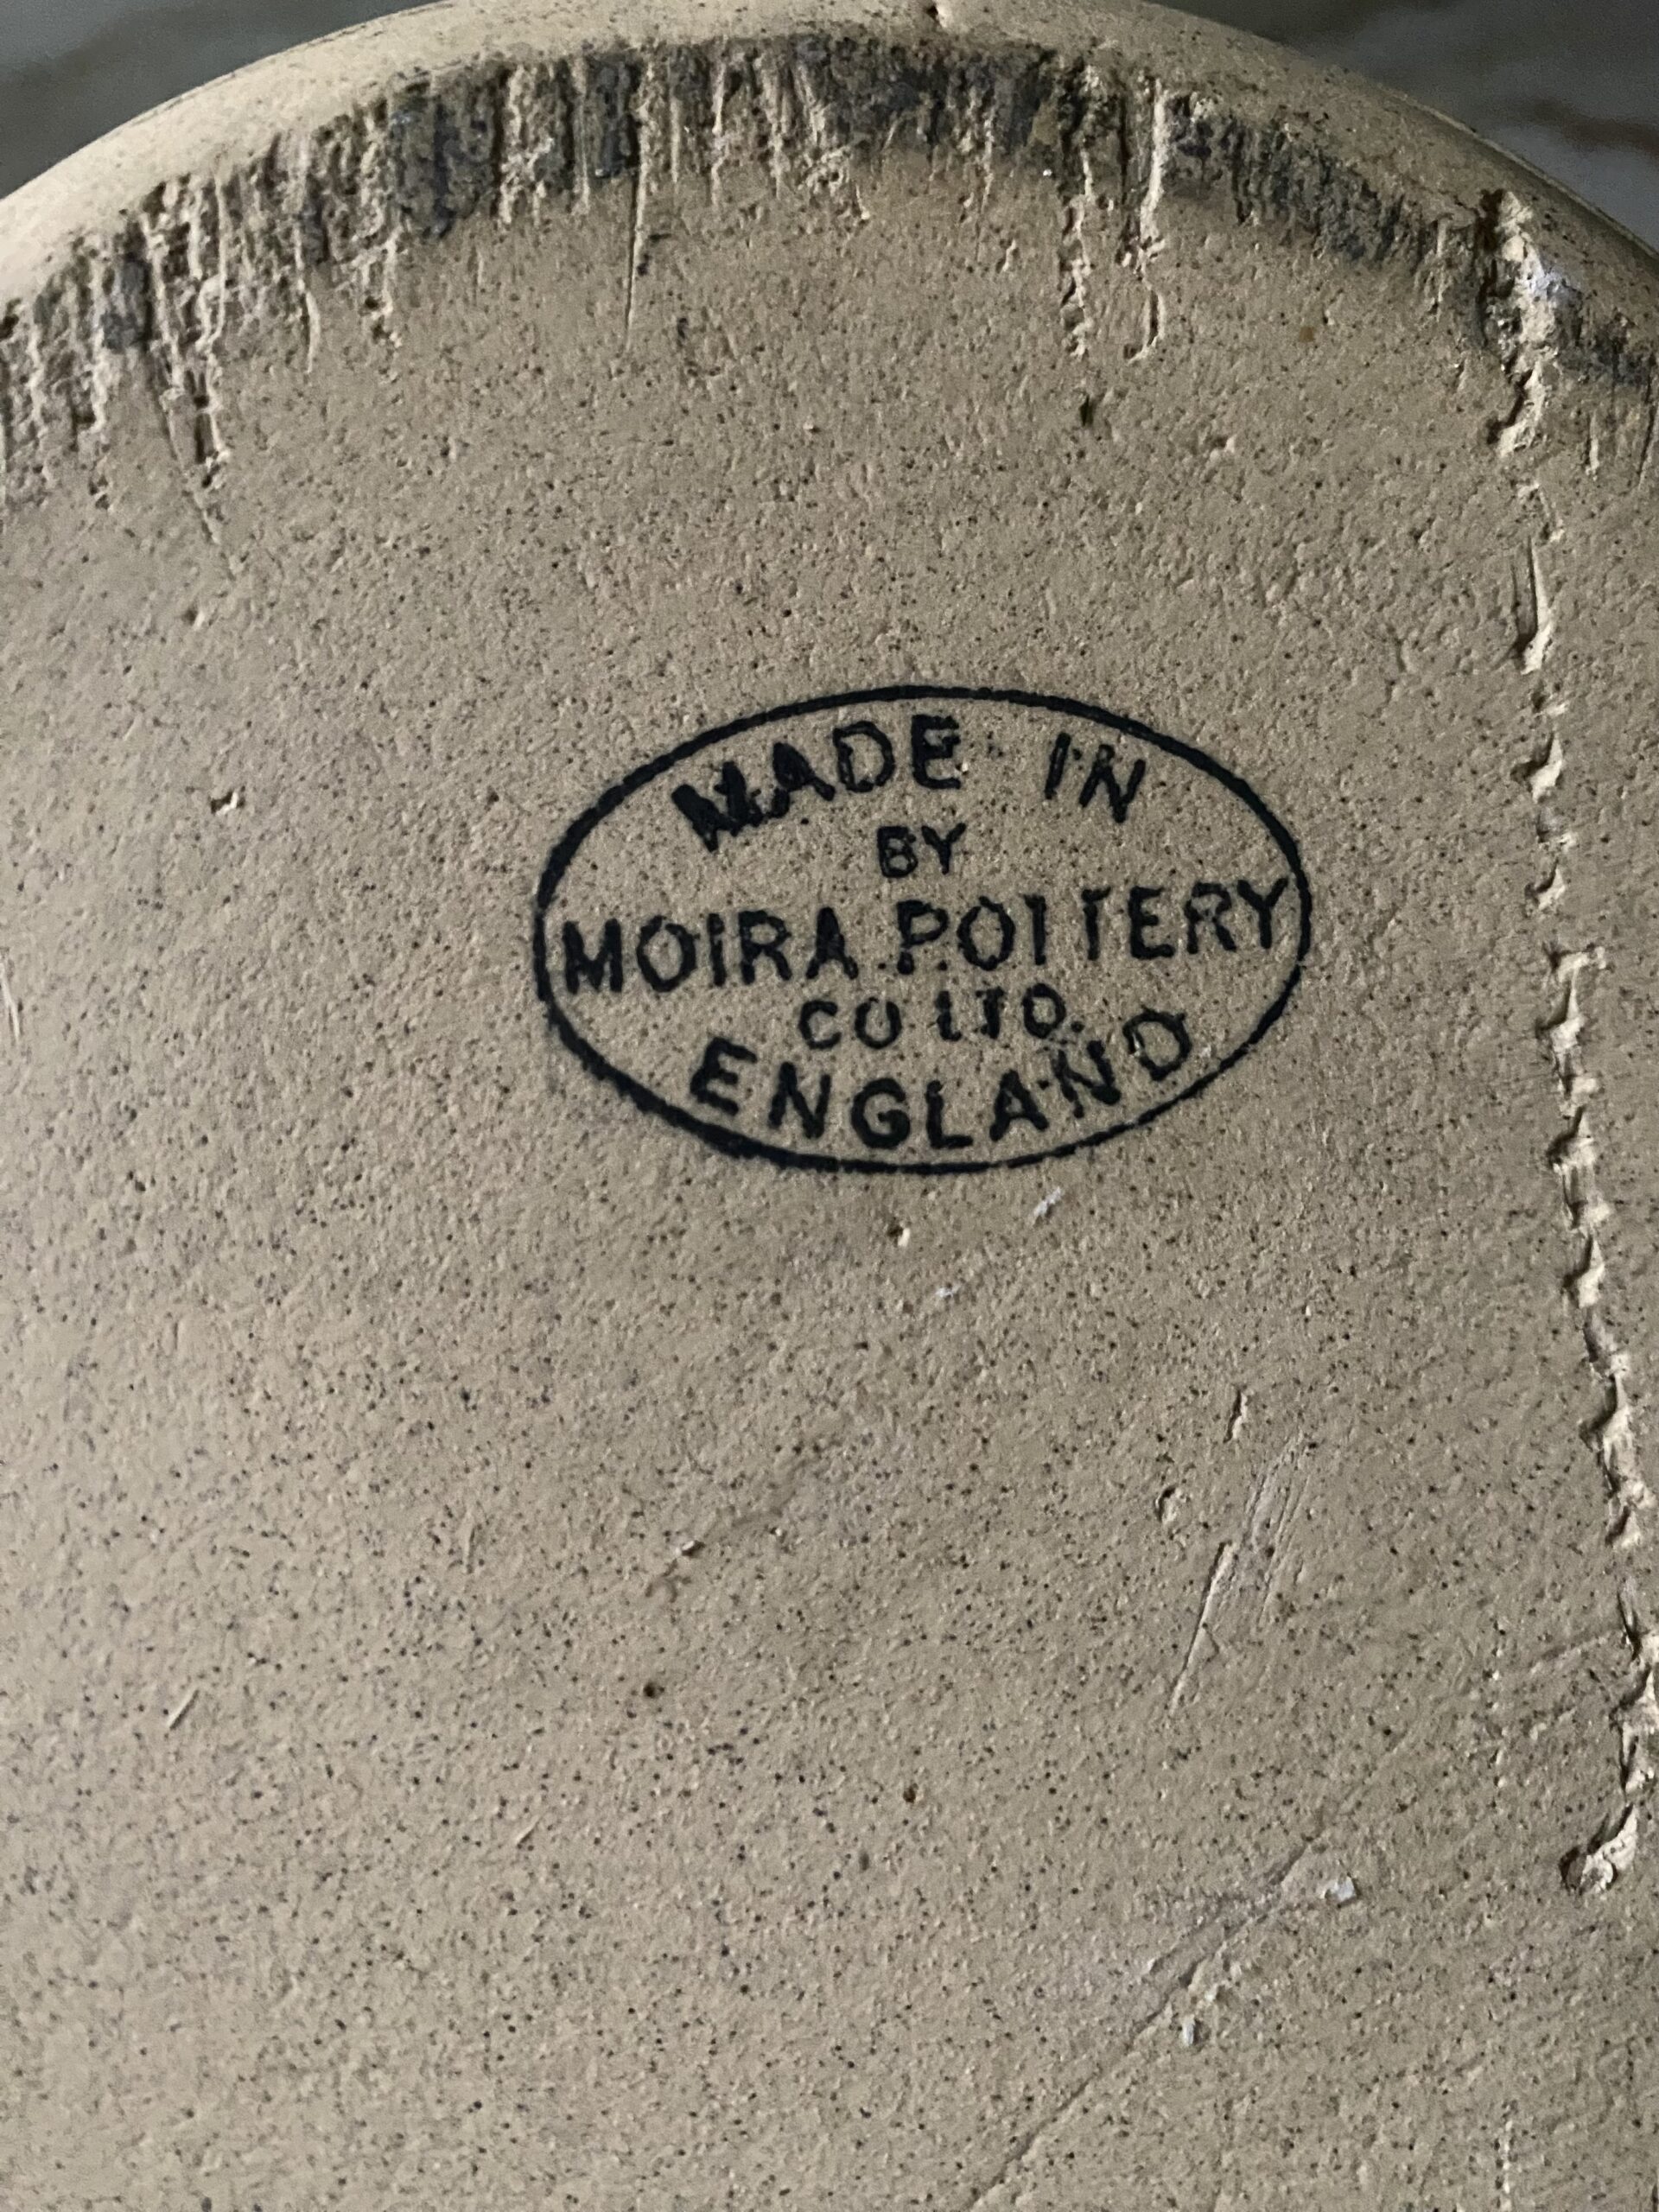 MADE IN
BY
MOIRA POTTERY
CO LTD.
ENGLAND